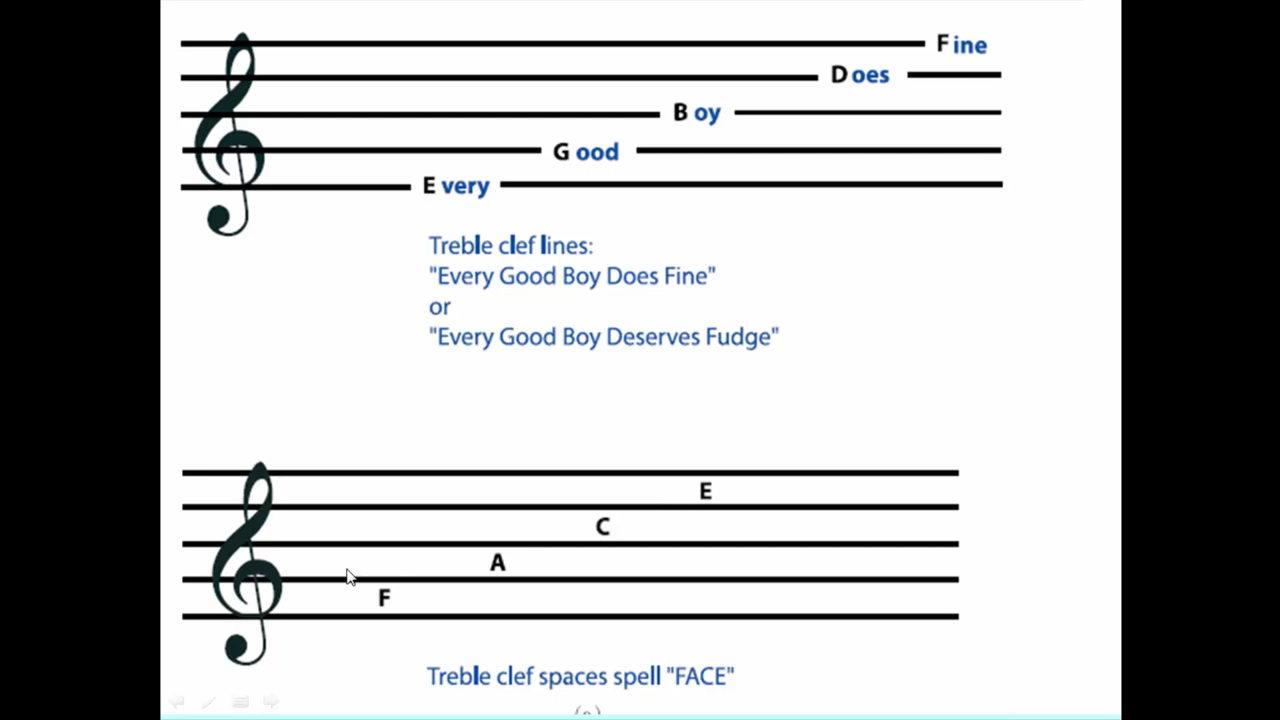 F ine
D oes
B oy
G ood
E very
Treble clef lines:
"Every Good Boy Does Fine"
or
"Every Good Boy Deserves Fudge"
E
C
A
F
Treble clef spaces spell "FACE"